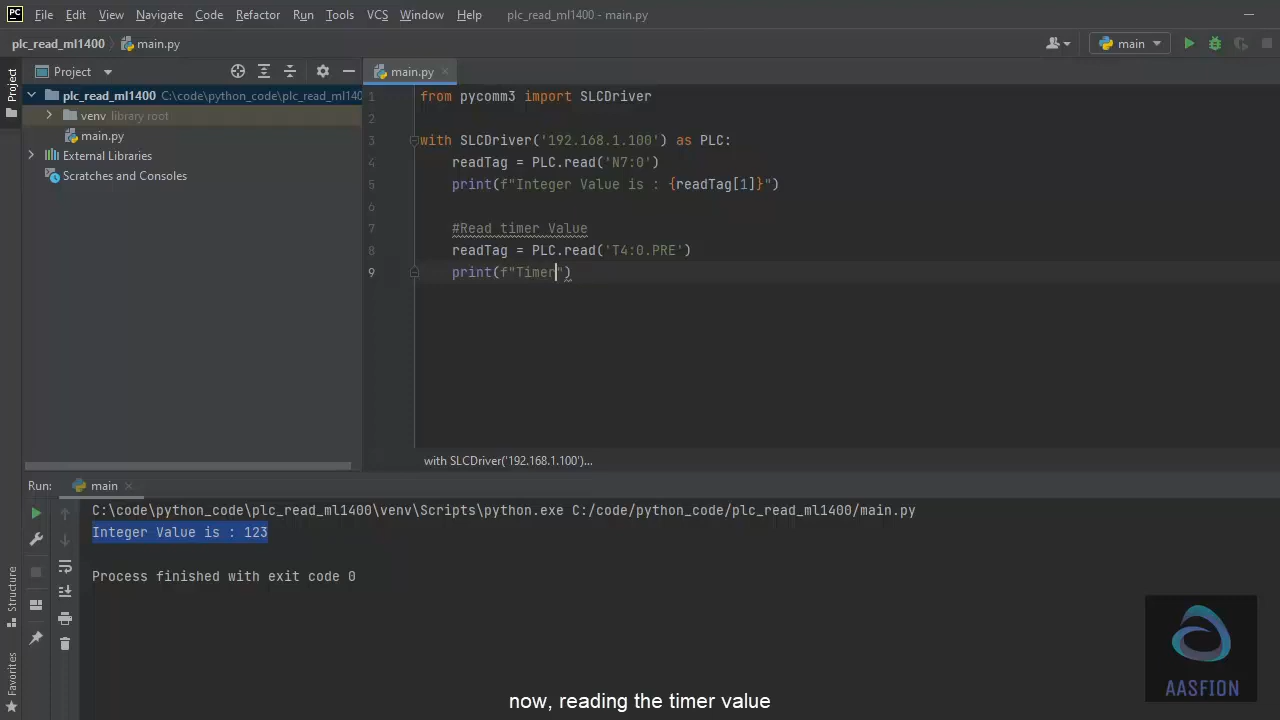 PC File Edit View Navigate Code Refactor Run Tools VCS Window Help plc_read_ml1400 - main.py
plc_read_ml1400 main.py main
Project
Project main.py
plc_read_ml1400 C:\code\python_code\plc_read_ml140
venv library root
main.py
External Libraries
Scratches and Consoles
1 from pycomm3 import SLCDriver
2
3 with SLCDriver('192.168.1.100') as PLC:
4 readTag = PLC.read('N7:0')
5 print(f"Integer Value is : {readTag[1]}")
6
7 #Read timer Value
8 readTag = PLC.read('T4:0.PRE')
9 print(f"Timer")
with SLCDriver('192.168.1.100')...
Run: main
C:\code\python_code\plc_read_ml1400\venv\Scripts\python.exe C:/code/python_code/plc_read_ml1400/main.py
Integer Value is : 123
Process finished with exit code 0
Structure
Favorites
AASFION
now, reading the timer value